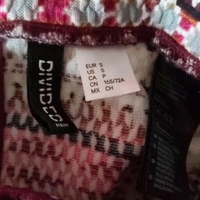 DIVIDED
H&M
EUR S
US S
CA P
CN 165/72A
MX CH